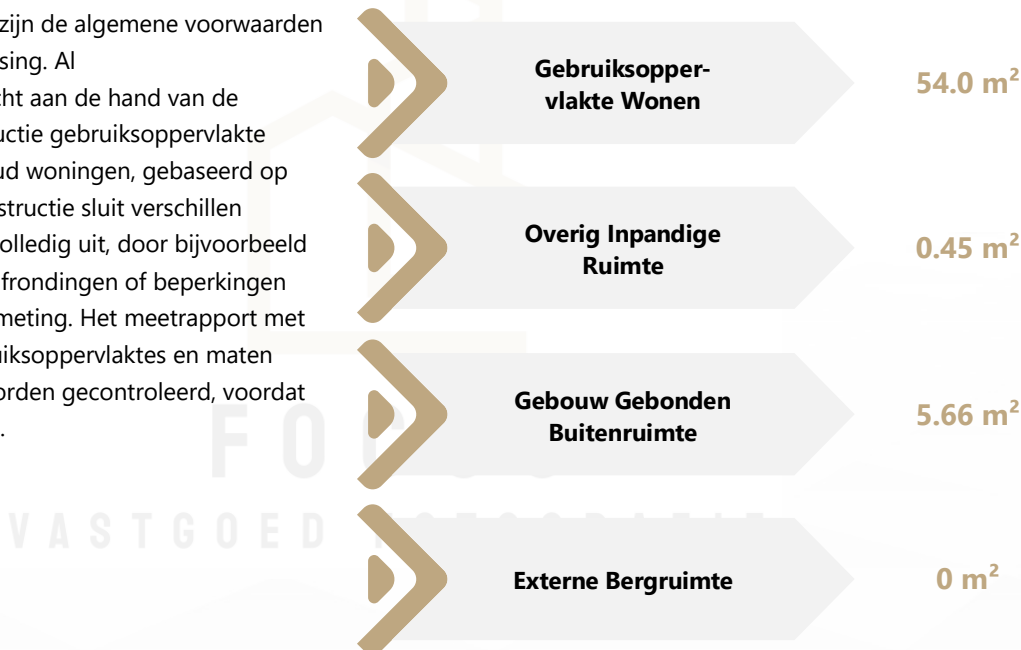 zijn de algemene voorwaarden
sing. Al
cht aan de hand van de
uctie gebruiksoppervlakte
ud woningen, gebaseerd op
structie sluit verschillen
olledig uit, door bijvoorbeeld
frondingen of beperkingen
meting. Het meetrapport met
uiksoppervlaktes en maten
orden gecontroleerd, voordat
.
Gebruiksopper-
vlakte Wonen
54.0 m²
Overig Inpandige
Ruimte
0.45 m²
Gebouw Gebonden
Buitenruimte
5.66 m²
Externe Bergruimte
0 m²
VASTGOED